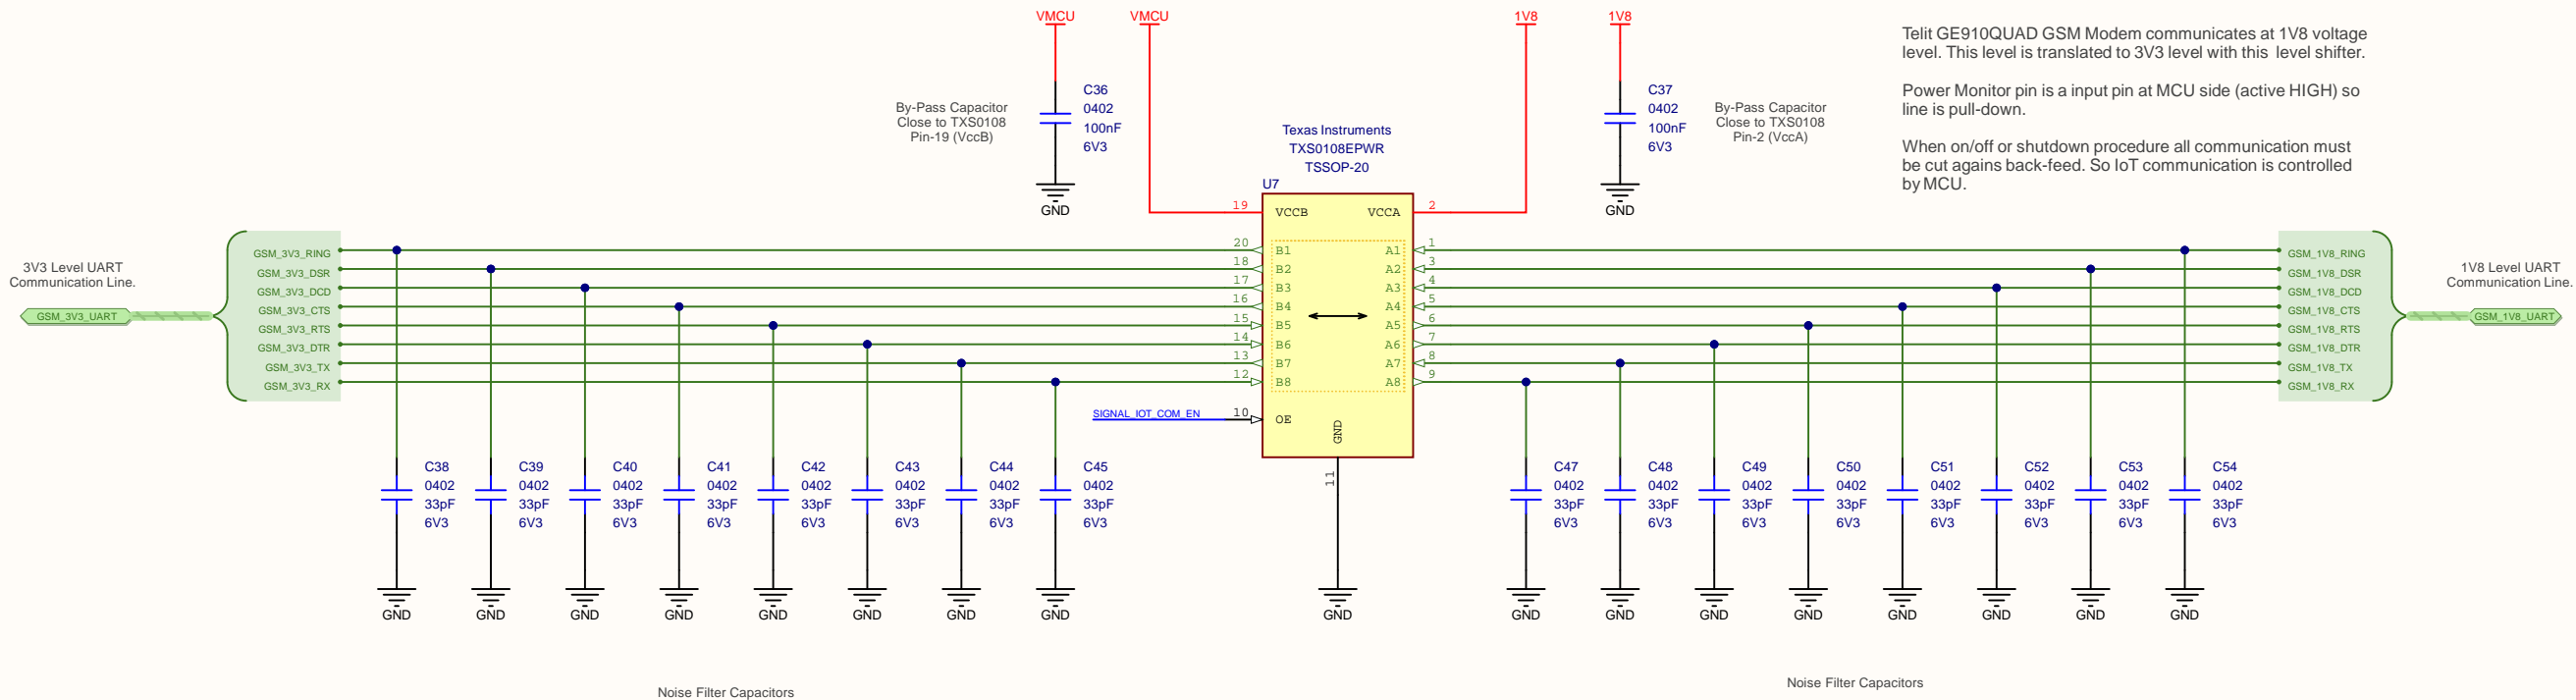 VMCU
VMCU
1V8
1V8
Telit GE910QUAD GSM Modem communicates at 1V8 voltage
level. This level is translated to 3V3 level with this level shifter.
Power Monitor pin is a input pin at MCU side (active HIGH) so
line is pull-down.
When on/off or shutdown procedure all communication must
be cut agains back-feed. So IoT communication is controlled
by MCU.
By-Pass Capacitor
Close to TXS0108
Pin-19 (VccB)
C36
0402
100nF
6V3
GND
Texas Instruments
TXS0108EPWR
TSSOP-20
U7
C37
0402
100nF
6V3
GND
By-Pass Capacitor
Close to TXS0108
Pin-2 (VccA)
3V3 Level UART
Communication Line.
GSM_3V3_UART
GSM_3V3_RING
GSM_3V3_DSR
GSM_3V3_DCD
GSM_3V3_CTS
GSM_3V3_RTS
GSM_3V3_DTR
GSM_3V3_TX
GSM_3V3_RX
19 VCCB VCCA 2
20 B1 A1 1
18 B2 A2 3
17 B3 A3 4
16 B4 A4 5
15 B5 A5 6
14 B6 A6 7
13 B7 A7 8
12 B8 A8 9
SIGNAL_IOT_COM_EN 10 OE
GND
11
GND
GSM_1V8_RING
GSM_1V8_DSR
GSM_1V8_DCD
GSM_1V8_CTS
GSM_1V8_RTS
GSM_1V8_DTR
GSM_1V8_TX
GSM_1V8_RX
1V8 Level UART
Communication Line.
GSM_1V8_UART
C38
0402
33pF
6V3
GND
C39
0402
33pF
6V3
GND
C40
0402
33pF
6V3
GND
C41
0402
33pF
6V3
GND
C42
0402
33pF
6V3
GND
C43
0402
33pF
6V3
GND
C44
0402
33pF
6V3
GND
C45
0402
33pF
6V3
GND
C47
0402
33pF
6V3
GND
C48
0402
33pF
6V3
GND
C49
0402
33pF
6V3
GND
C50
0402
33pF
6V3
GND
C51
0402
33pF
6V3
GND
C52
0402
33pF
6V3
GND
C53
0402
33pF
6V3
GND
C54
0402
33pF
6V3
GND
Noise Filter Capacitors
Noise Filter Capacitors